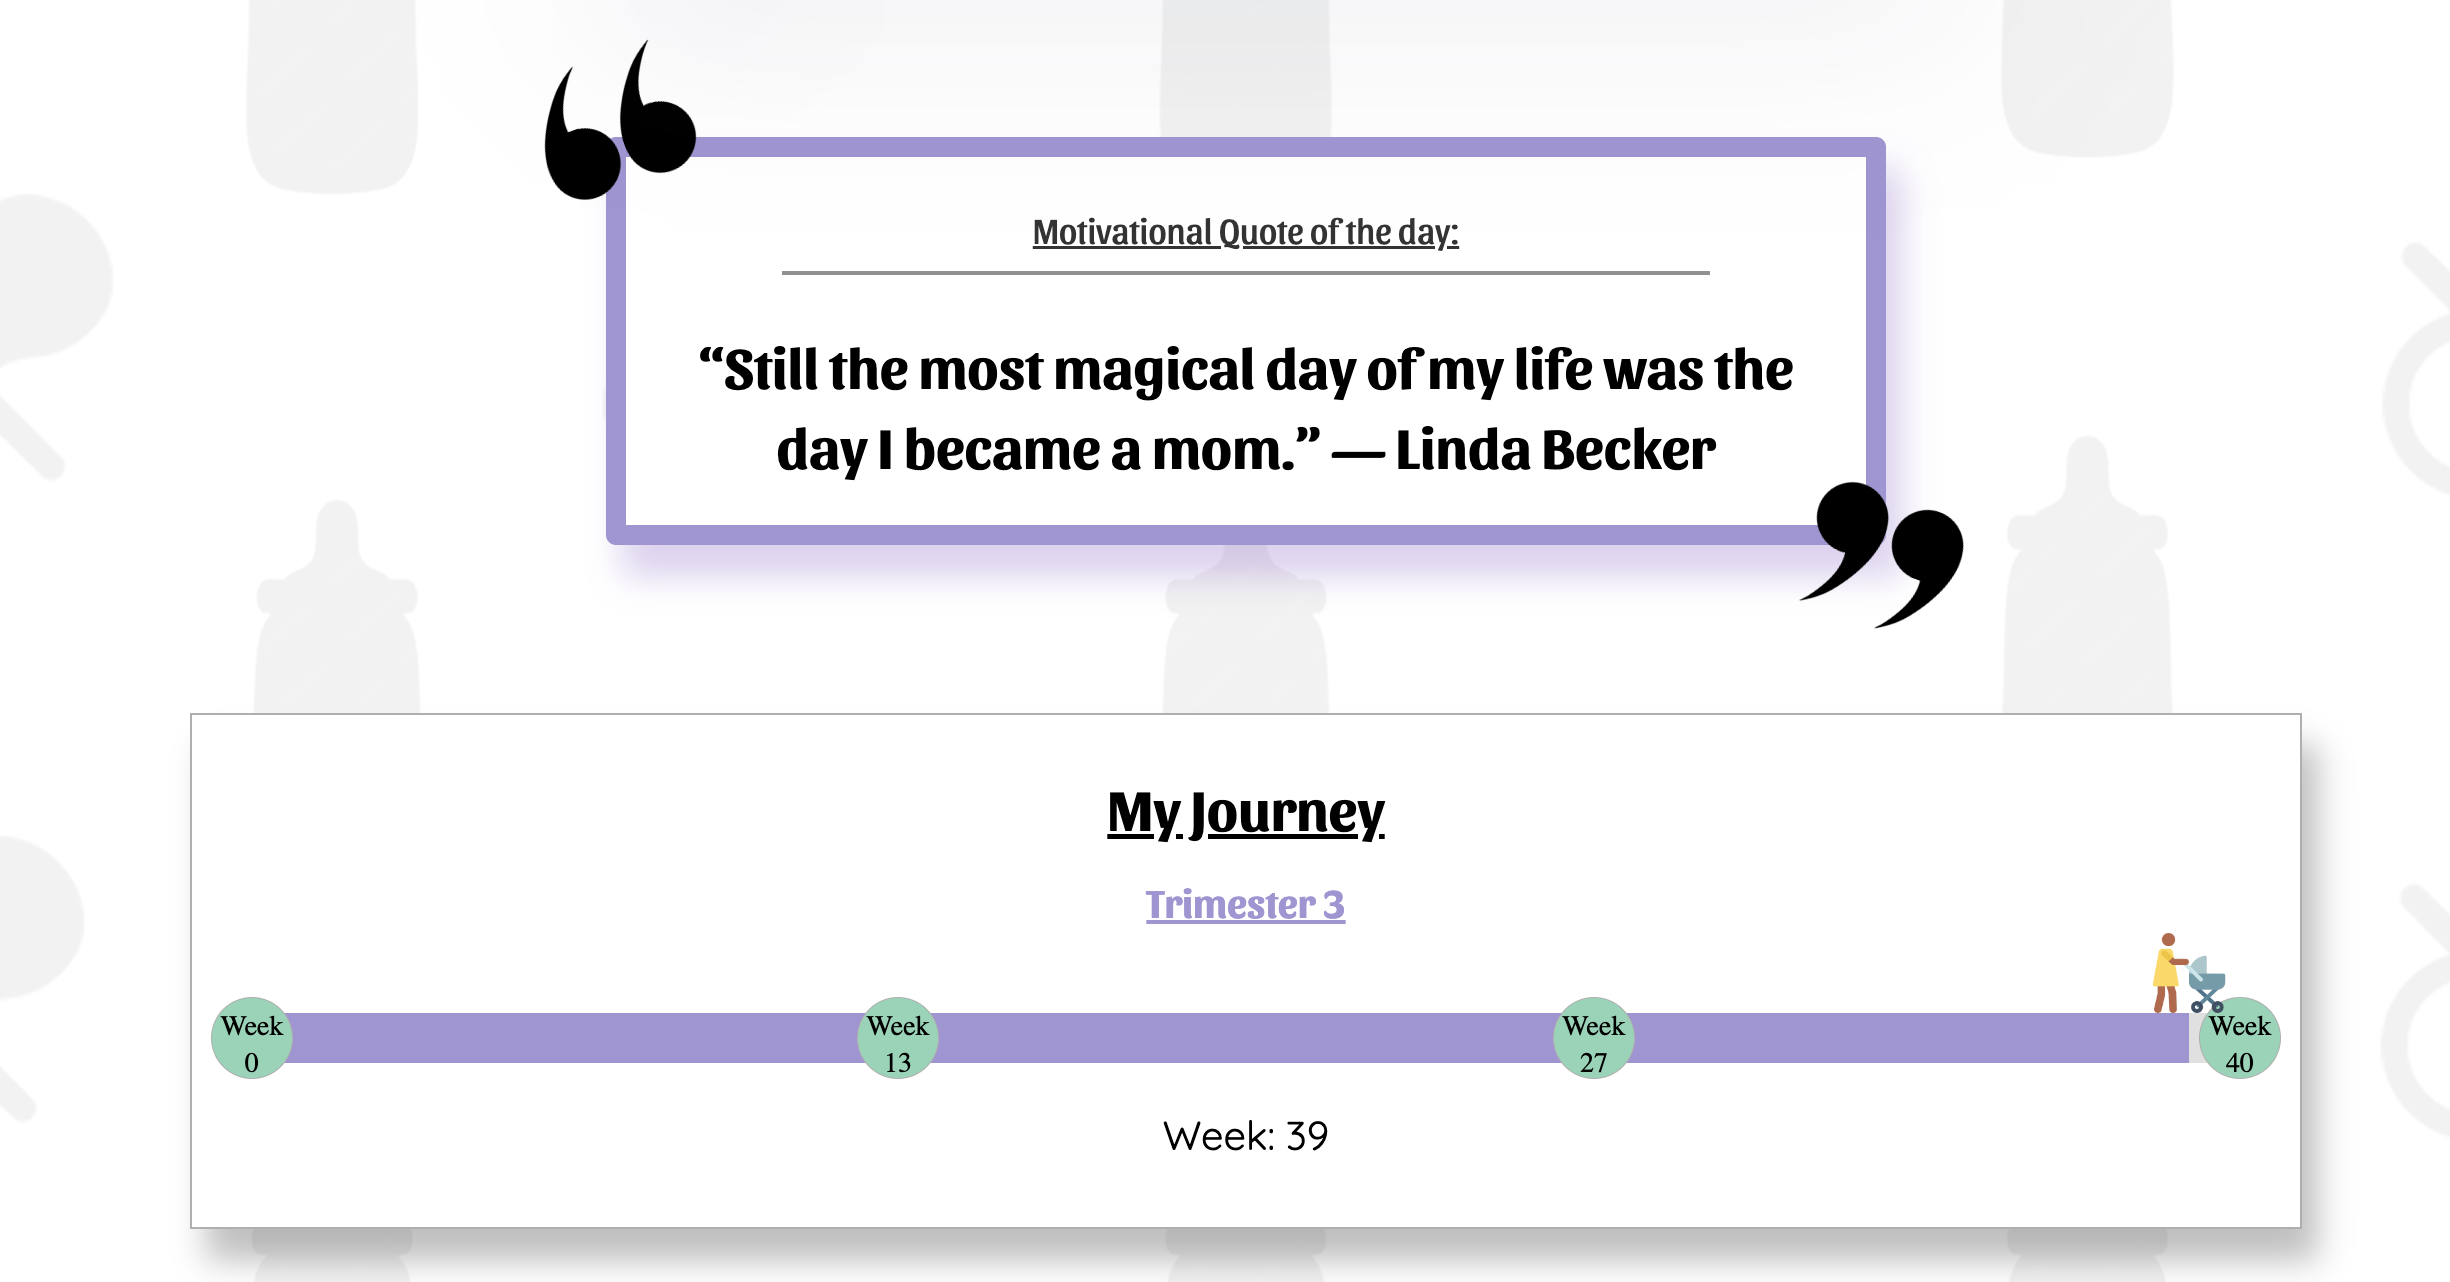 Motivational Quote of the day:
“Still the most magical day of my life was the
day I became a mom.” — Linda Becker
My Journey
Trimester 3
Week
0
Week
13
Week
27
Week
40
Week: 39